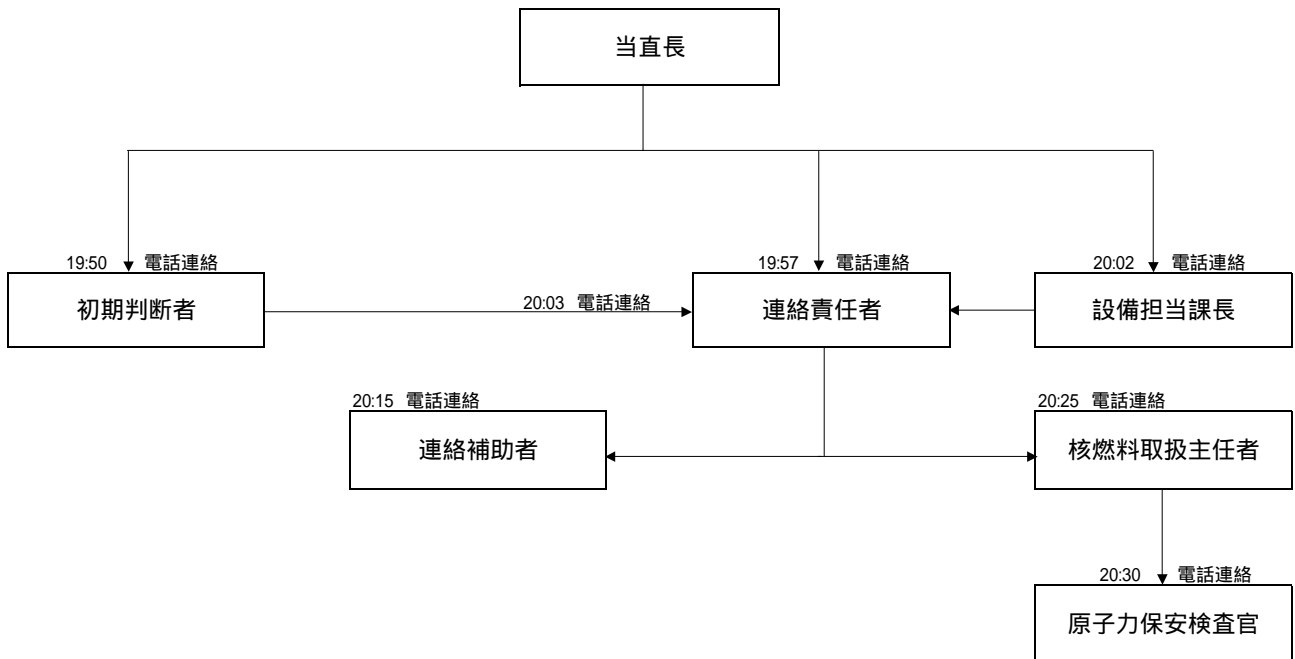 当直長
19:50 電話連絡
19:57 電話連絡
20:02 電話連絡
初期判断者
20:03 電話連絡
連絡責任者
設備担当課長
20:15 電話連絡
20:25 電話連絡
連絡補助者
核燃料取扱主任者
20:30 電話連絡
原子力保安検査官